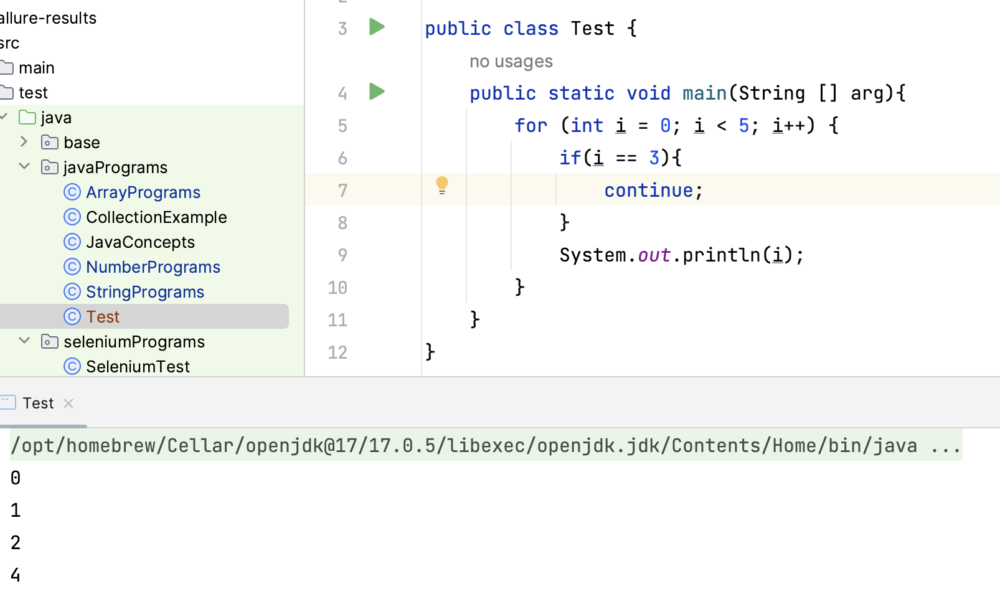 allure-results
src
main
test
java
base
javaPrograms
ArrayPrograms
CollectionExample
JavaConcepts
NumberPrograms
StringPrograms
Test
seleniumPrograms
SeleniumTest
3 public class Test {
no usages
4 public static void main(String [] arg){
5 for (int i = 0; i < 5; i++) {
6 if(i == 3){
7 continue;
8 }
9 System.out.println(i);
10 }
11 }
12 }
Test
/opt/homebrew/Cellar/openjdk@17/17.0.5/libexec/openjdk.jdk/Contents/Home/bin/java ...
0
1
2
4